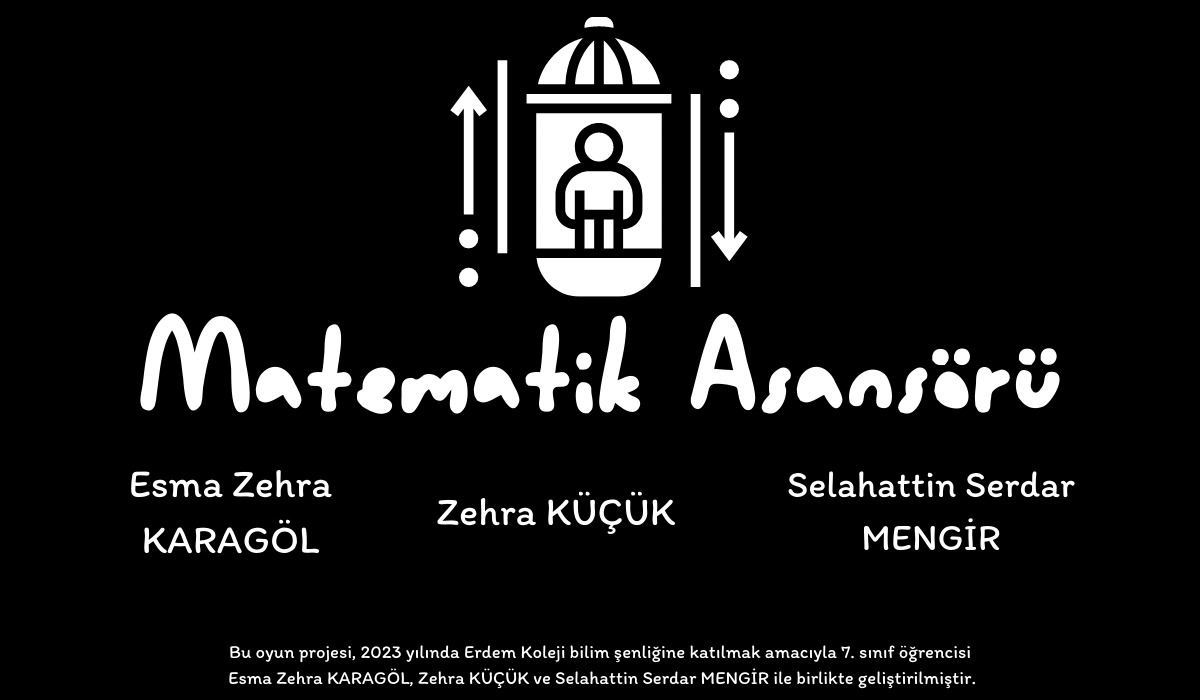 Matematik Asansörü
Esma Zehra
KARAGÖL
Zehra KÜÇÜK
Selahattin Serdar
MENGİR
Bu oyun projesi, 2023 yılında Erdem Koleji bilim şenliğine katılmak amacıyla 7. sınıf öğrencisi
Esma Zehra KARAGÖL, Zehra KÜÇÜK ve Selahattin Serdar MENGİR ile birlikte geliştirilmiştir.